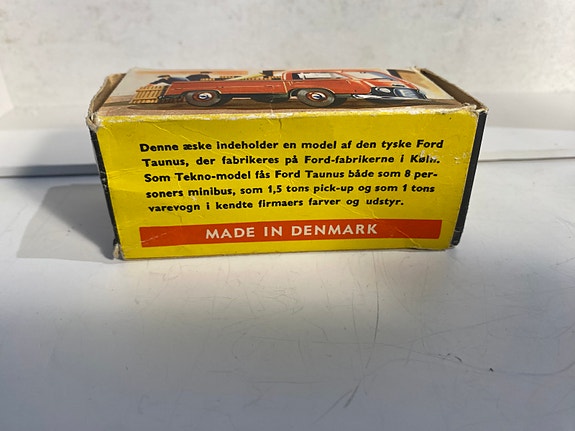 Denne æske indeholder en model af den tyske Ford
Taunus, der fabrikeres på Ford-fabrikerne i Køln.
Som Tekno-model fås Ford Taunus både som 8 per-
soners minibus, som 1,5 tons pick-up og som 1 tons
varevogn i kendte firmaers farver og udstyr.
MADE IN DENMARK